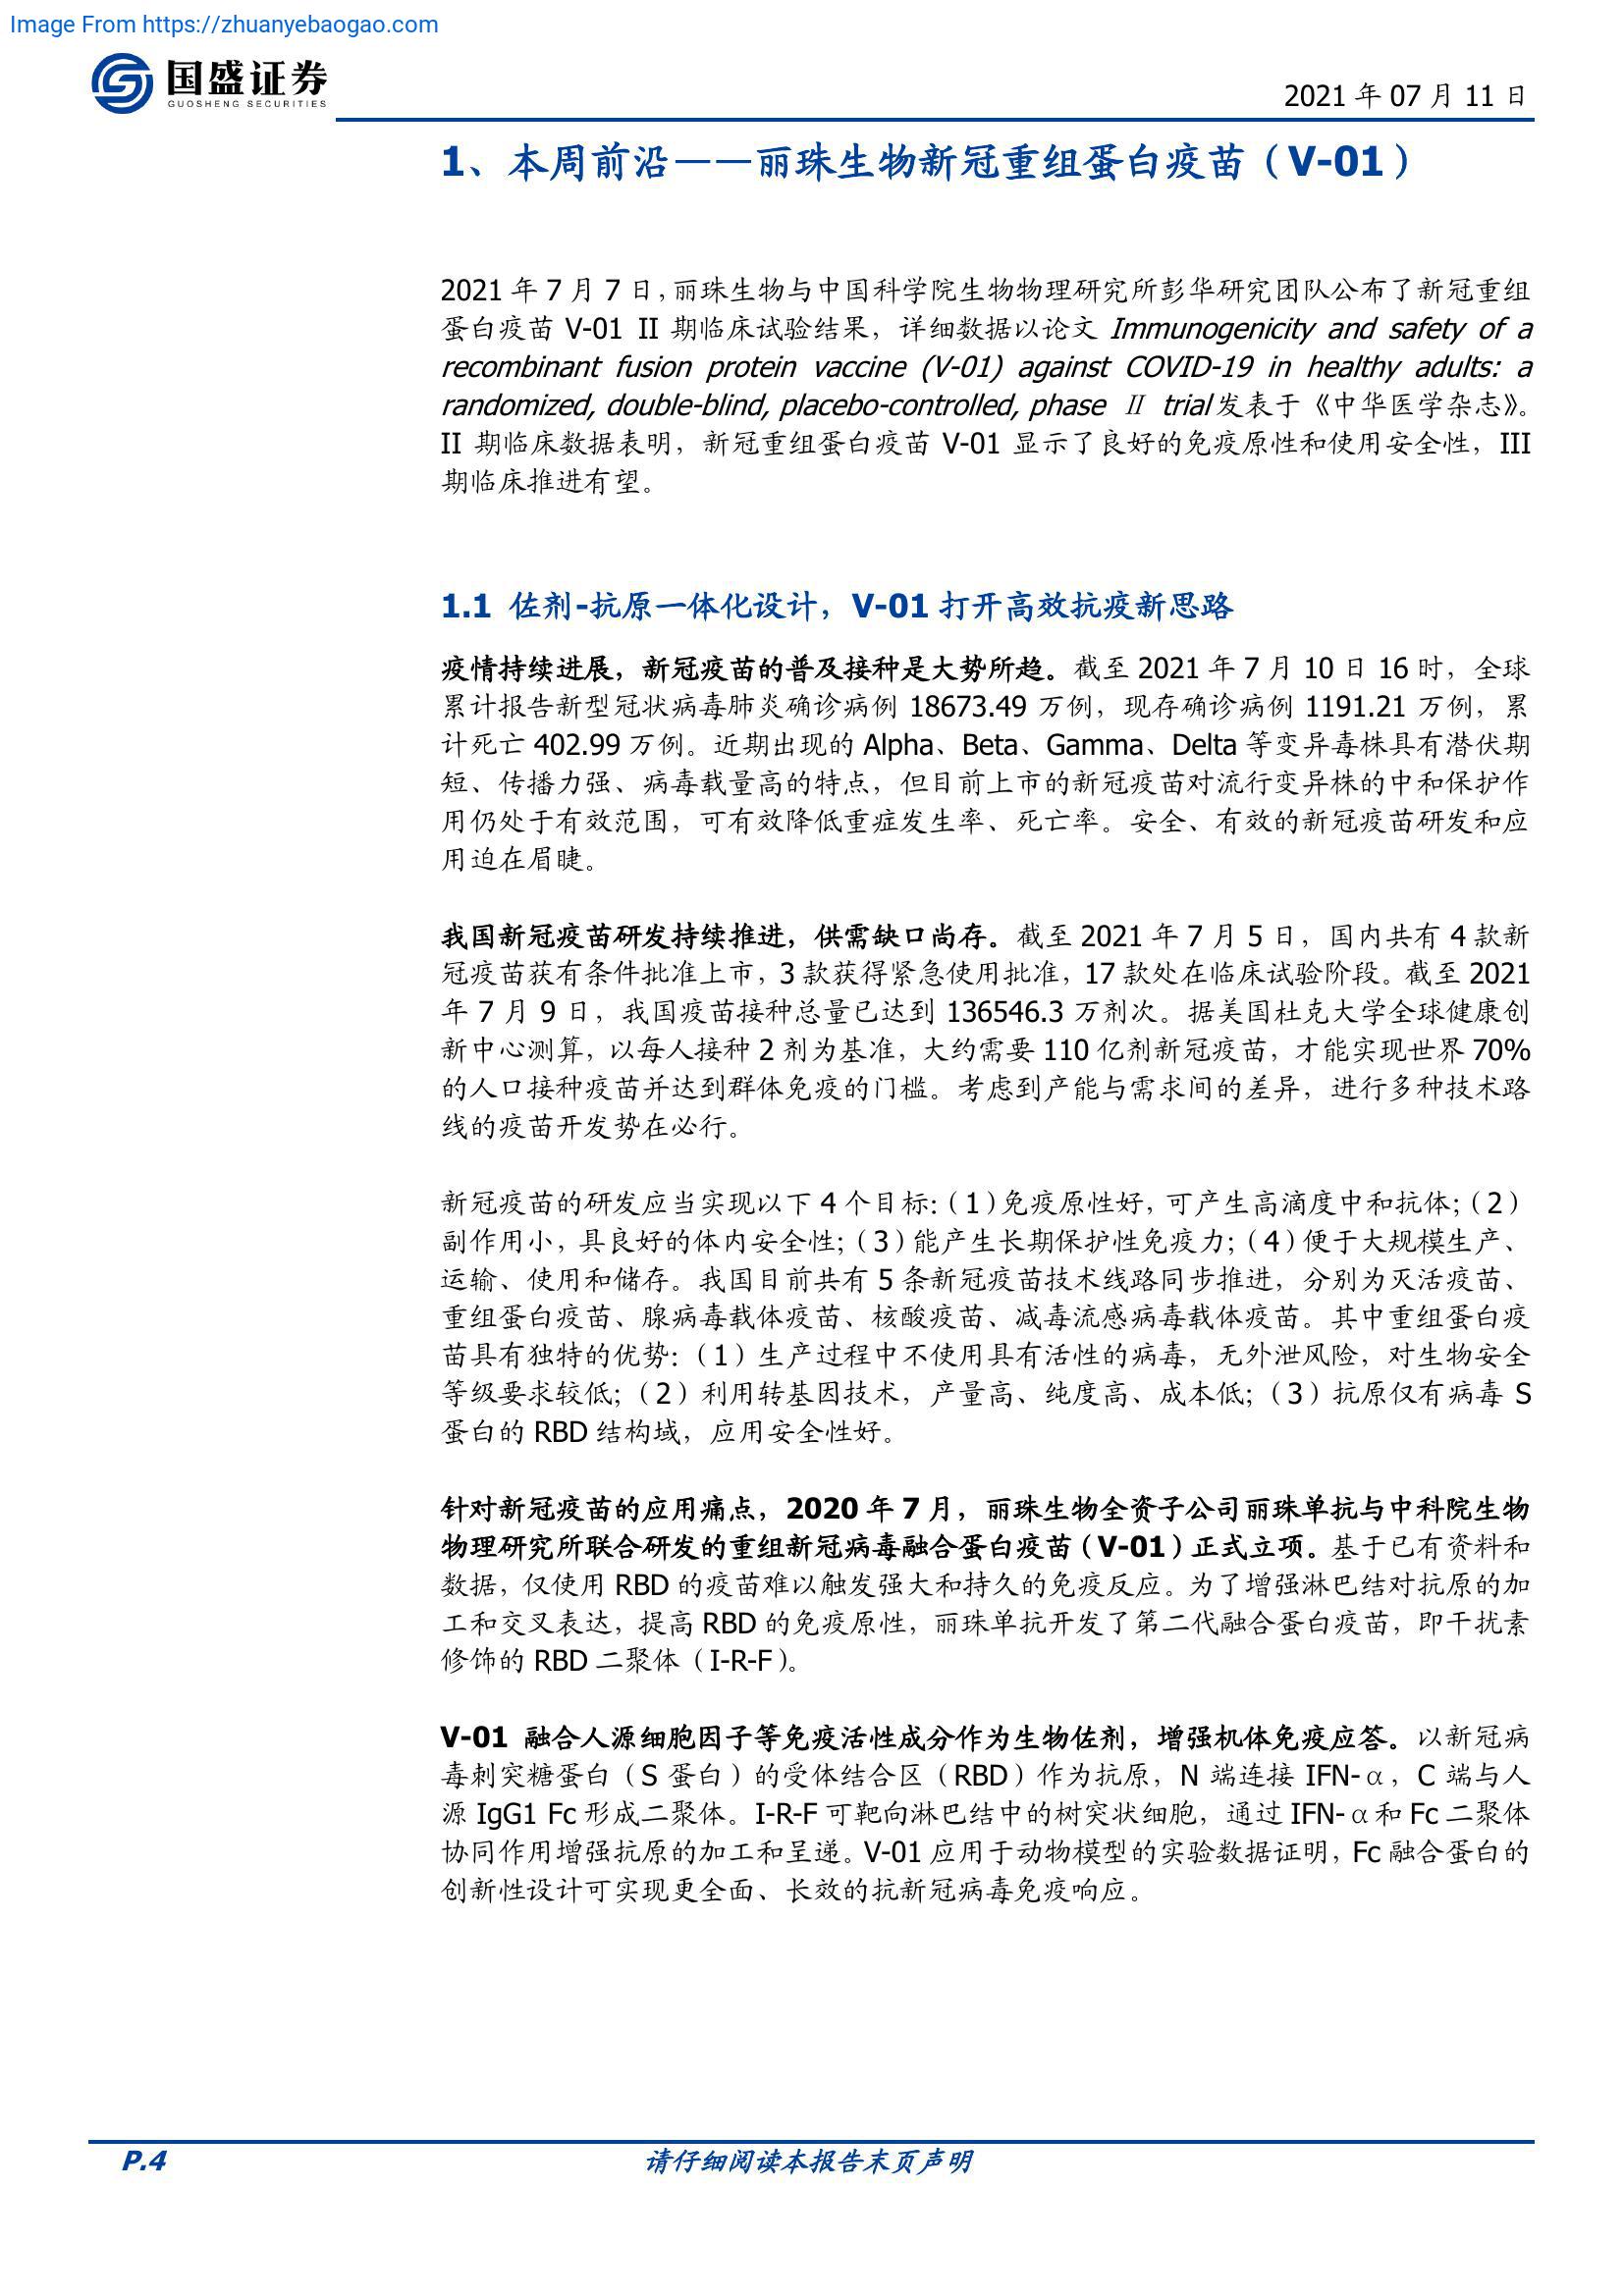 Image From https://zhuanyebaogao.com
国盛证券
GUOSHENG SECURITIES
2021 年 07 月 11 日
1、本周前沿——丽珠生物新冠重组蛋白疫苗（V-01）
2021 年 7 月 7 日，丽珠生物与中国科学院生物物理研究所彭华研究团队公布了新冠重组
蛋白疫苗 V-01 II 期临床试验结果，详细数据以论文 Immunogenicity and safety of a
recombinant fusion protein vaccine (V-01) against COVID-19 in healthy adults: a
randomized, double-blind, placebo-controlled, phase Ⅱ trial 发表于《中华医学杂志》。
II 期临床数据表明，新冠重组蛋白疫苗 V-01 显示了良好的免疫原性和使用安全性，III
期临床推进有望。
1.1 佐剂-抗原一体化设计，V-01 打开高效抗疫新思路
疫情持续进展，新冠疫苗的普及接种是大势所趋。截至 2021 年 7 月 10 日 16 时，全球
累计报告新型冠状病毒肺炎确诊病例 18673.49 万例，现存确诊病例 1191.21 万例，累
计死亡 402.99 万例。近期出现的 Alpha、Beta、Gamma、Delta 等变异毒株具有潜伏期
短、传播力强、病毒载量高的特点，但目前上市的新冠疫苗对流行变异株的中和保护作
用仍处于有效范围，可有效降低重症发生率、死亡率。安全、有效的新冠疫苗研发和应
用迫在眉睫。
我国新冠疫苗研发持续推进，供需缺口尚存。截至 2021 年 7 月 5 日，国内共有 4 款新
冠疫苗获有条件批准上市，3 款获得紧急使用批准，17 款处在临床试验阶段。截至 2021
年 7 月 9 日，我国疫苗接种总量已达到 136546.3 万剂次。据美国杜克大学全球健康创
新中心测算，以每人接种 2 剂为基准，大约需要 110 亿剂新冠疫苗，才能实现世界 70%
的人口接种疫苗并达到群体免疫的门槛。考虑到产能与需求间的差异，进行多种技术路
线的疫苗开发势在必行。
新冠疫苗的研发应当实现以下 4 个目标：（1）免疫原性好，可产生高滴度中和抗体；（2）
副作用小，具良好的体内安全性；（3）能产生长期保护性免疫力；（4）便于大规模生产、
运输、使用和储存。我国目前共有 5 条新冠疫苗技术线路同步推进，分别为灭活疫苗、
重组蛋白疫苗、腺病毒载体疫苗、核酸疫苗、减毒流感病毒载体疫苗。其中重组蛋白疫
苗具有独特的优势：（1）生产过程中不使用具有活性的病毒，无外泄风险，对生物安全
等级要求较低；（2）利用转基因技术，产量高、纯度高、成本低；（3）抗原仅有病毒 S
蛋白的 RBD 结构域，应用安全性好。
针对新冠疫苗的应用痛点，2020 年 7 月，丽珠生物全资子公司丽珠单抗与中科院生物
物理研究所联合研发的重组新冠病毒融合蛋白疫苗（V-01）正式立项。基于已有资料和
数据，仅使用 RBD 的疫苗难以触发强大和持久的免疫反应。为了增强淋巴结对抗原的加
工和交叉表达，提高 RBD 的免疫原性，丽珠单抗开发了第二代融合蛋白疫苗，即干扰素
修饰的 RBD 二聚体（I-R-F）。
V-01 融合人源细胞因子等免疫活性成分作为生物佐剂，增强机体免疫应答。以新冠病
毒刺突糖蛋白（S 蛋白）的受体结合区（RBD）作为抗原，N 端连接 IFN-α，C 端与人
源 IgG1 Fc 形成二聚体。I-R-F 可靶向淋巴结中的树突状细胞，通过 IFN-α和 Fc 二聚体
协同作用增强抗原的加工和呈递。V-01 应用于动物模型的实验数据证明，Fc 融合蛋白的
创新性设计可实现更全面、长效的抗新冠病毒免疫响应。
P.4
请仔细阅读本报告末页声明